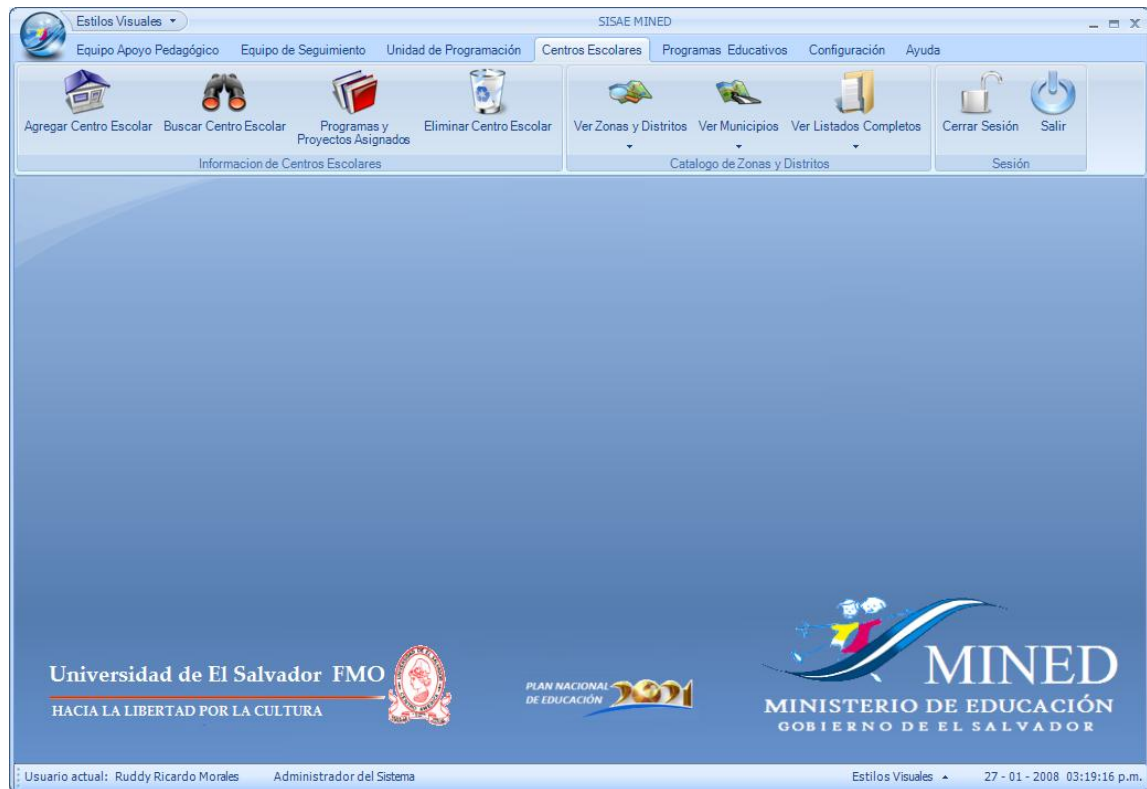 Estilos Visuales
SISAE MINED
Equipo Apoyo Pedagógico Equipo de Seguimiento Unidad de Programación Centros Escolares Programas Educativos Configuración Ayuda
Agregar Centro Escolar
Buscar Centro Escolar
Programas y
Proyectos Asignados
Eliminar Centro Escolar
Informacion de Centros Escolares
Ver Zonas y Distritos
Ver Municipios
Ver Listados Completos
Catalogo de Zonas y Distritos
Cerrar Sesión
Salir
Sesión
Universidad de El Salvador FMO
HACIA LA LIBERTAD POR LA CULTURA
PLAN NACIONAL
DE EDUCACIÓN 2021
MINED
MINISTERIO DE EDUCACIÓN
GOBIERNO DE EL SALVADOR
Usuario actual: Ruddy Ricardo Morales Administrador del Sistema Estilos Visuales 27 - 01 - 2008 03:19:16 p.m.